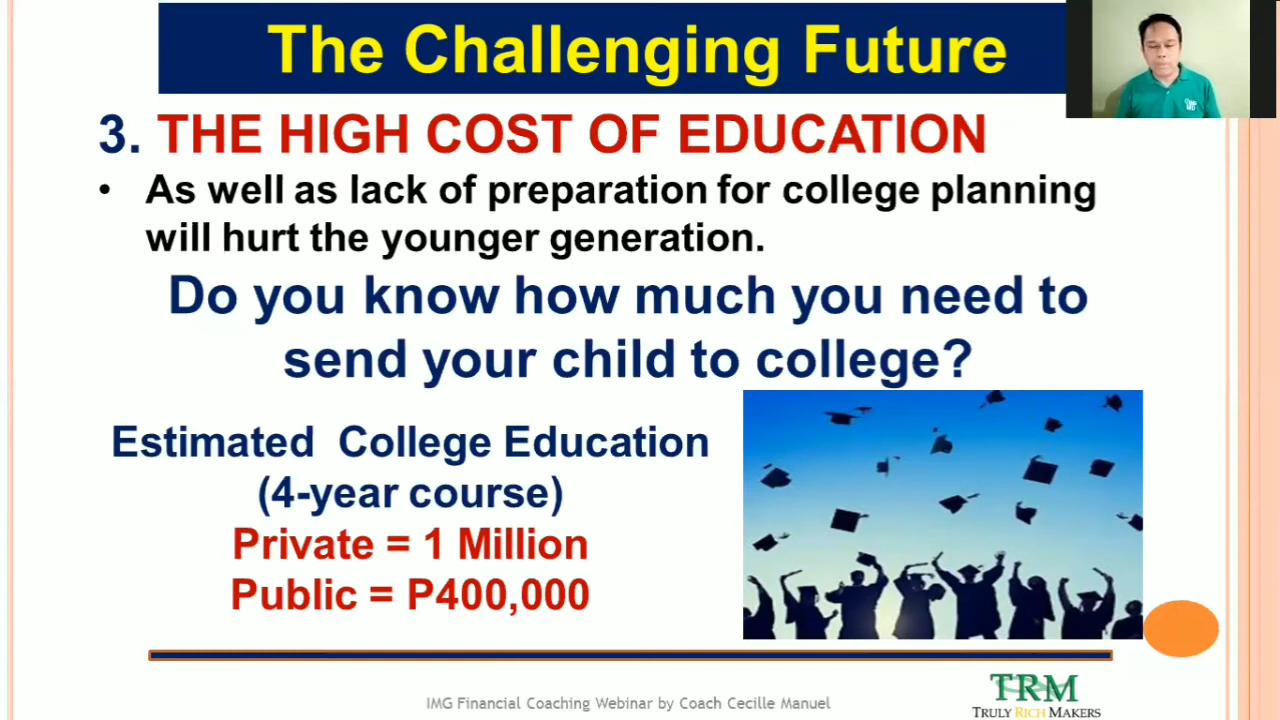 The Challenging Future
3. THE HIGH COST OF EDUCATION
• As well as lack of preparation for college planning
will hurt the younger generation.
Do you know how much you need to
send your child to college?
Estimated College Education
(4-year course)
Private = 1 Million
Public = P400,000
IMG Financial Coaching Webinar by Coach Cecille Manuel
TRM
TRULY RICH MAKERS